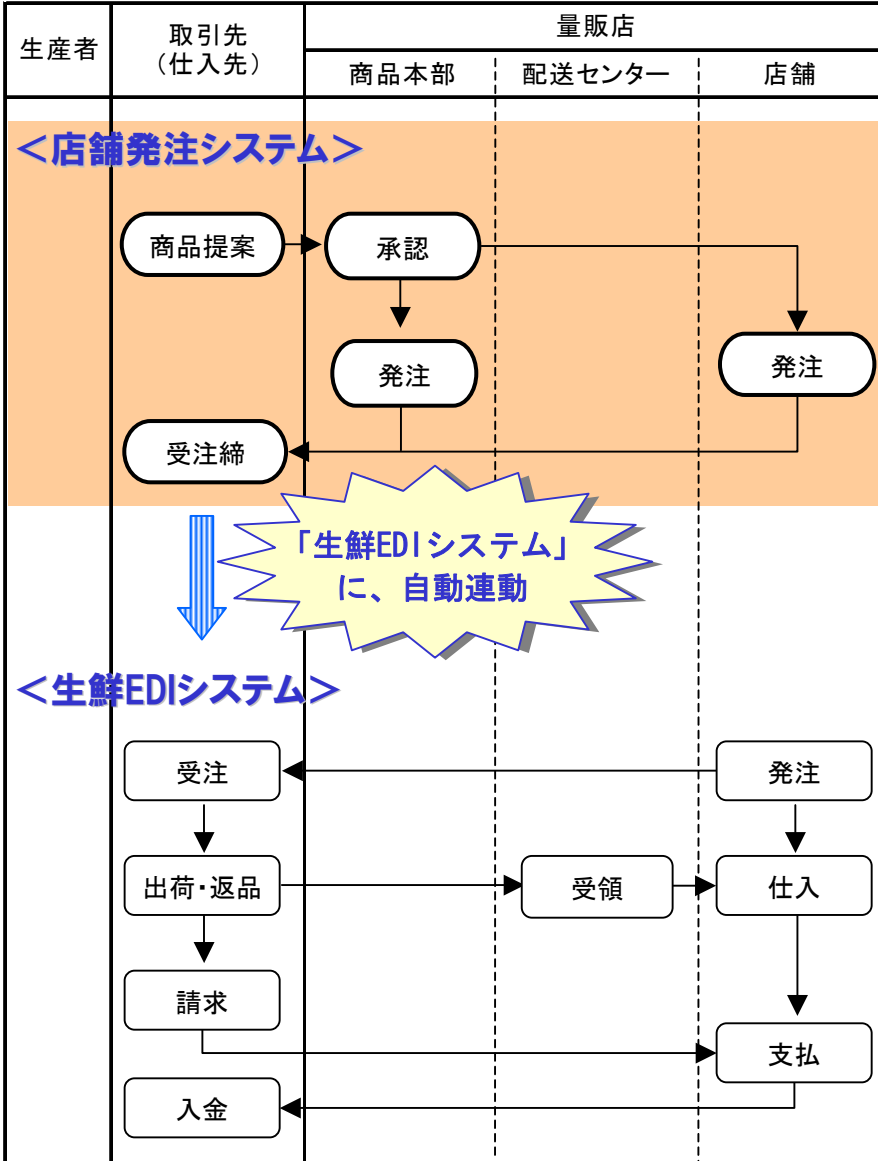 生産者
取引先
（仕入先）
量販店
商品本部
配送センター
店舗
＜店舗発注システム＞
商品提案
承認
発注
発注
受注締
「生鮮EDIシステム」
に、自動連動
＜生鮮EDIシステム＞
受注
発注
出荷・返品
受領
仕入
請求
支払
入金